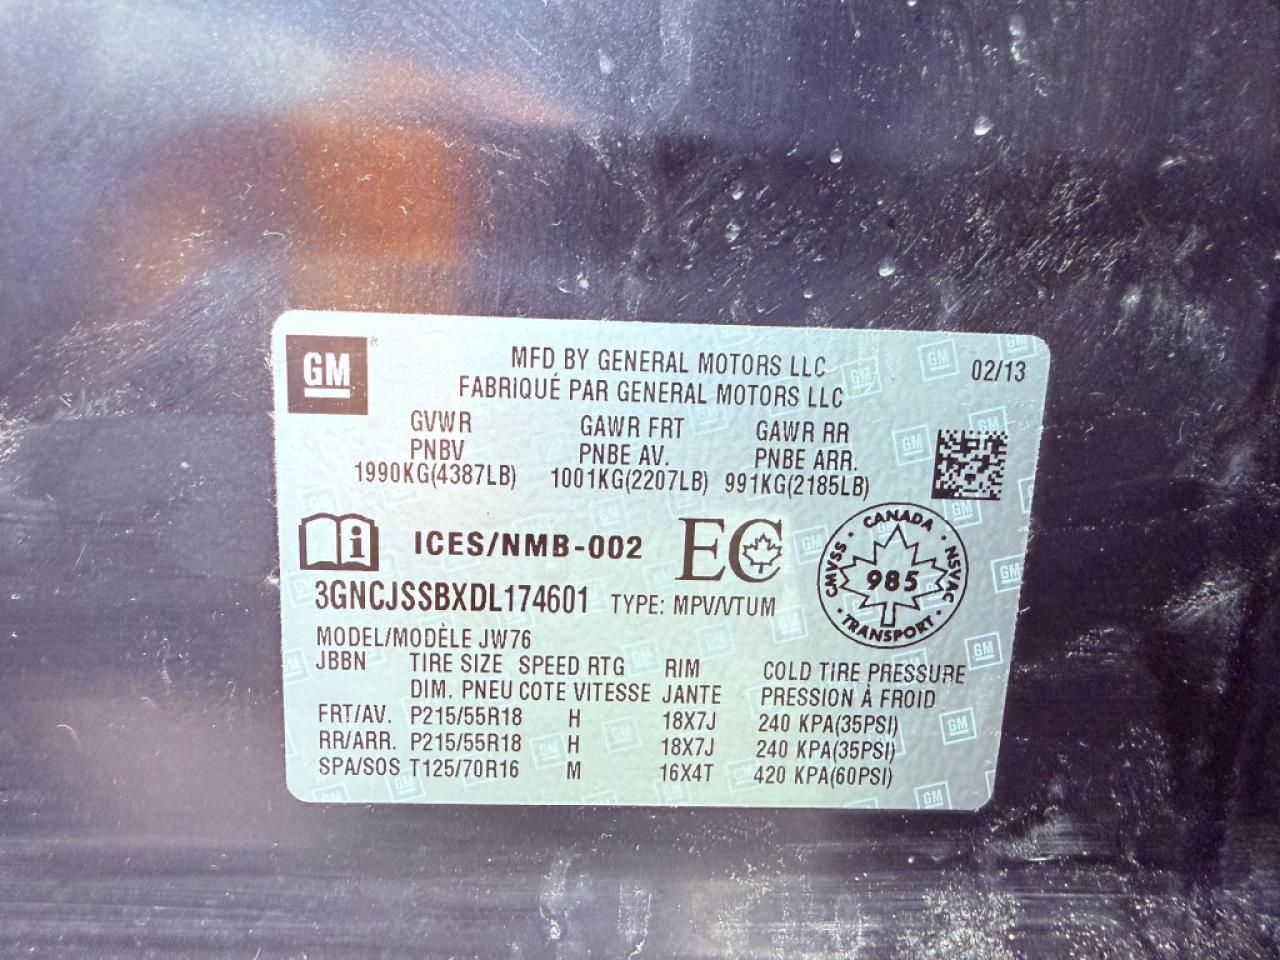 GM
MFD BY GENERAL MOTORS LLC
FABRIQUÉ PAR GENERAL MOTORS LLC
02/13
GVWR GAWR FRT GAWR RR
PNBV PNBE AV. PNBE ARR.
1990KG(4387LB) 1001KG(2207LB) 991KG(2185LB)
ICES/NMB-002 EC
CANADA
CMVSS 985 NSVAC
TRANSPORT
3GNCJSSBXDL174601 TYPE: MPV/VTUM
MODEL/MODÈLE JW76
JBBN TIRE SIZE SPEED RTG RIM COLD TIRE PRESSURE
DIM. PNEU COTE VITESSE JANTE PRESSION À FROID
FRT/AV. P215/55R18 H 18X7J 240 KPA(35PSI)
RR/ARR. P215/55R18 H 18X7J 240 KPA(35PSI)
SPA/SOS T125/70R16 M 16X4T 420 KPA(60PSI)